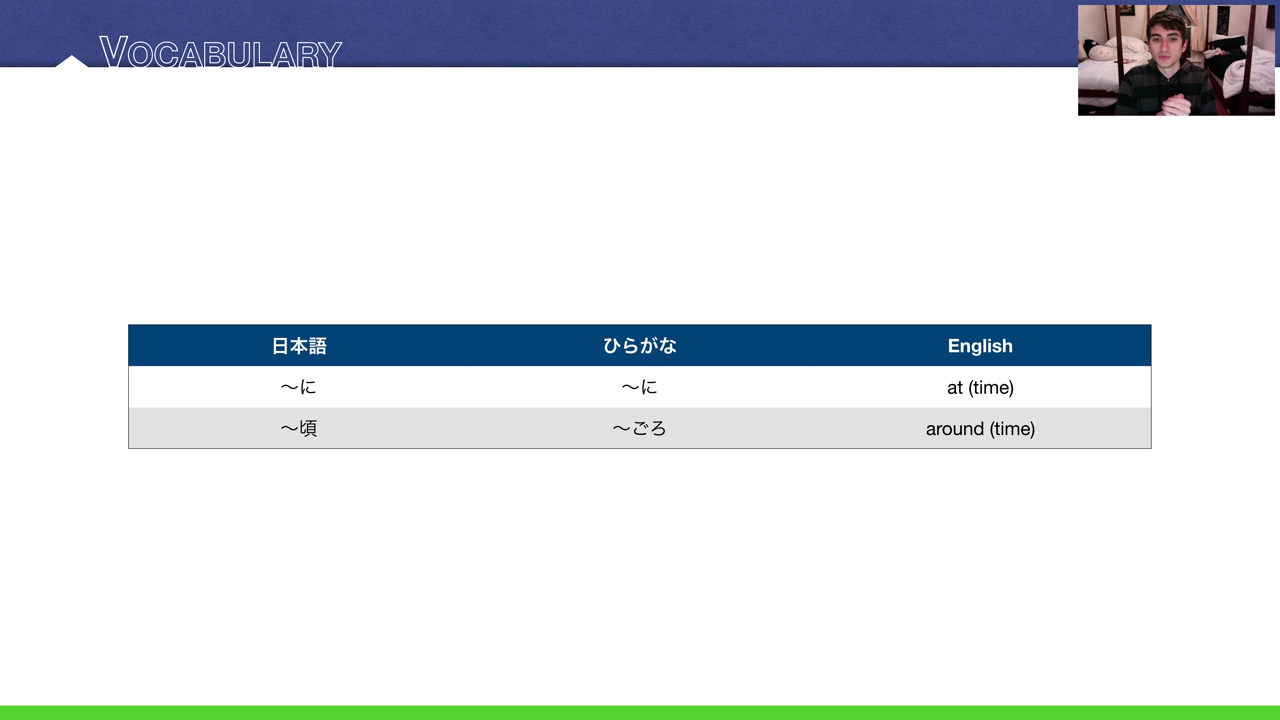 VOCABULARY
日本語 ひらがな English
〜に 〜に at (time)
〜頃 〜ごろ around (time)